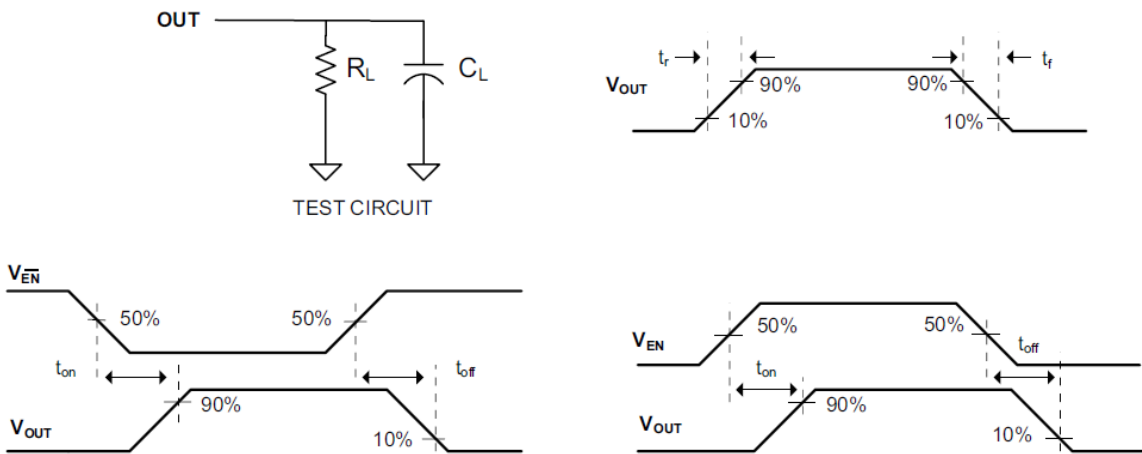 OUT
RL
CL
TEST CIRCUIT
tr
tf
VOUT
90%
90%
10%
10%
VEN̅
50%
50%
ton
toff
90%
VOUT
10%
VEN
50%
50%
toff
ton
90%
VOUT
10%